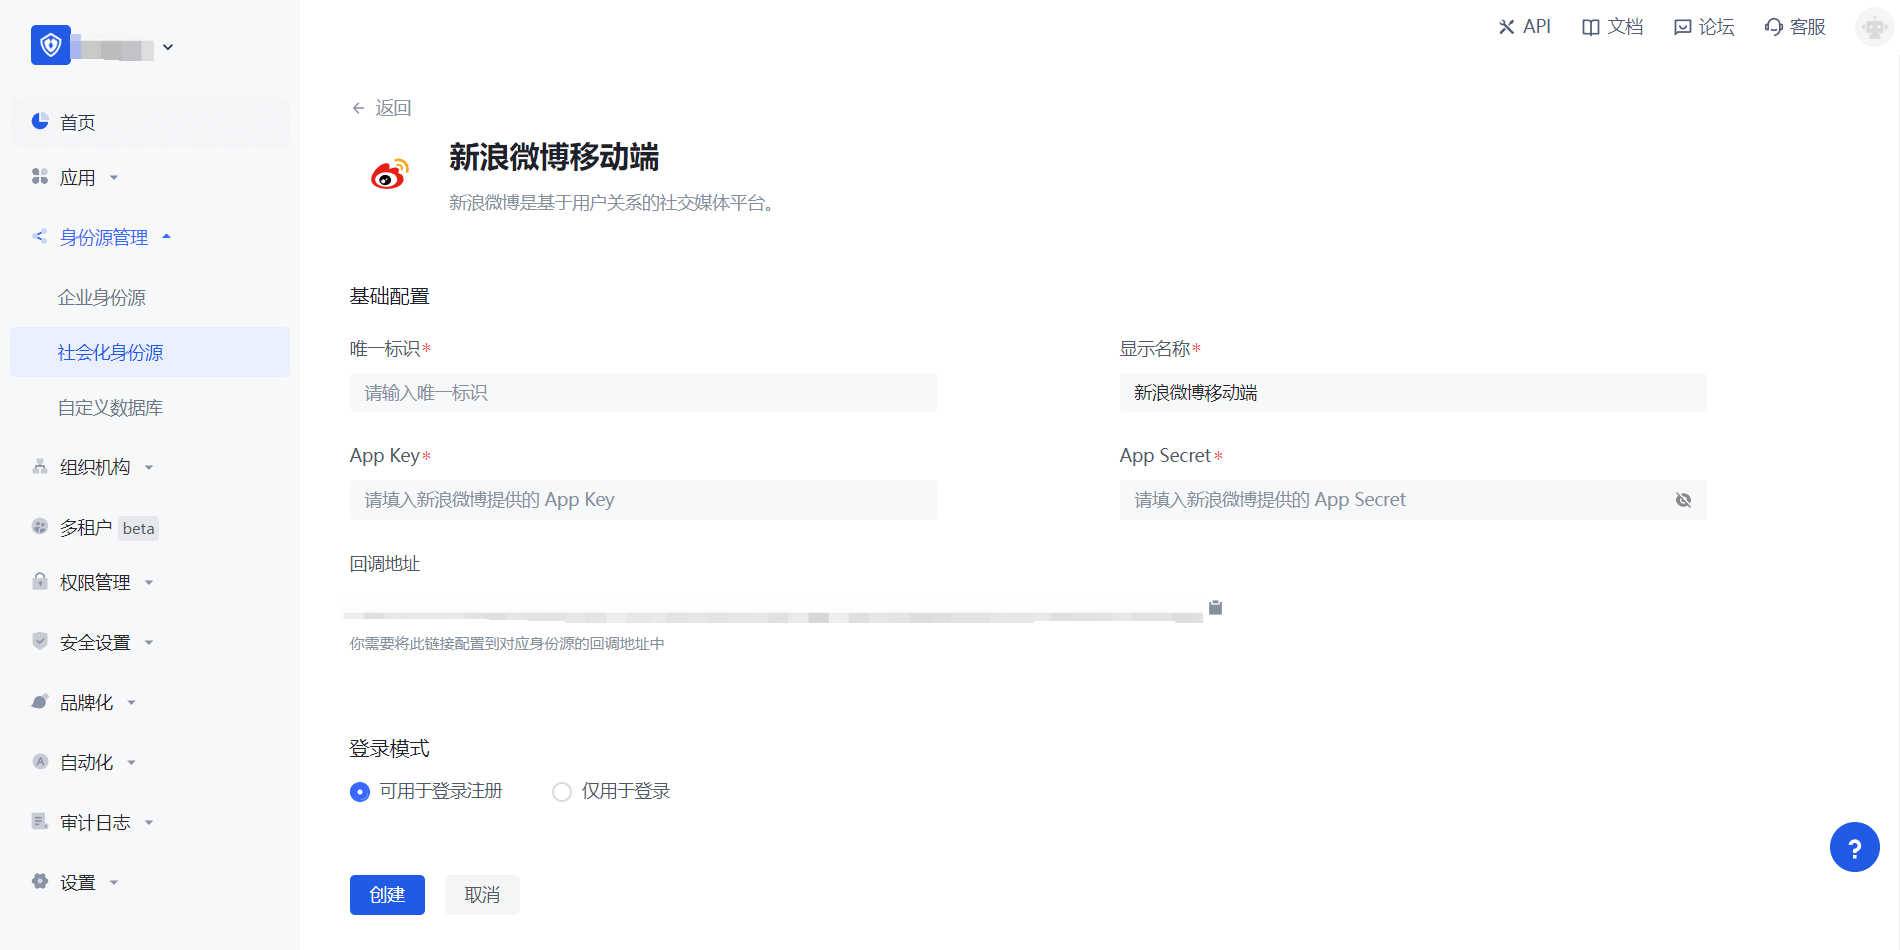 API 文档 论坛 客服
首页
应用
身份源管理
企业身份源
社会化身份源
自定义数据库
组织机构
多租户 beta
权限管理
安全设置
品牌化
自动化
审计日志
设置
返回
新浪微博移动端
新浪微博是基于用户关系的社交媒体平台。
基础配置
唯一标识* 显示名称*
请输入唯一标识 新浪微博移动端
App Key* App Secret*
请填入新浪微博提供的 App Key 请填入新浪微博提供的 App Secret
回调地址
你需要将此链接配置到对应身份源的回调地址中
登录模式
可用于登录注册 仅用于登录
创建 取消
?